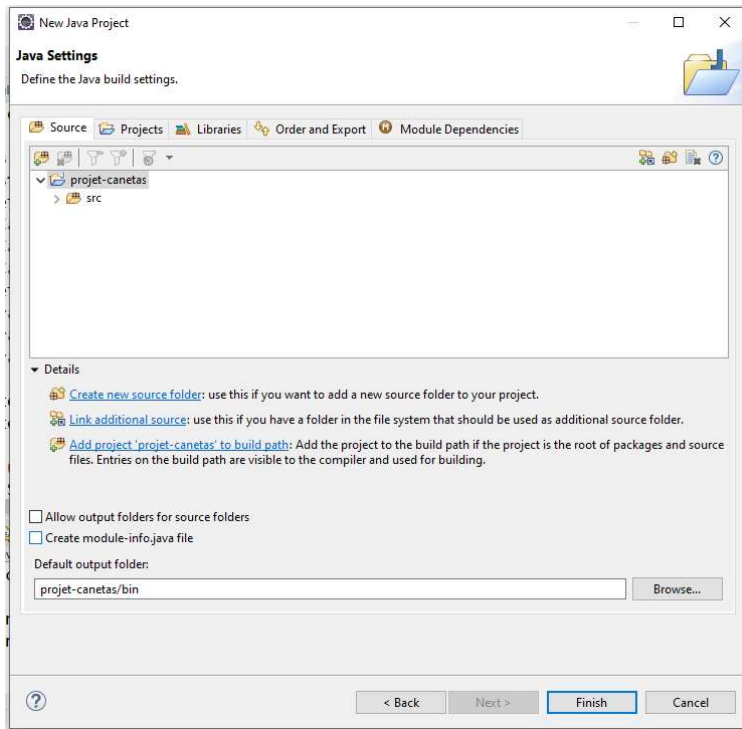 New Java Project
Java Settings
Define the Java build settings.
Source Projects Libraries Order and Export Module Dependencies
projet-canetas
src
Details
Create new source folder: use this if you want to add a new source folder to your project.
Link additional source: use this if you have a folder in the file system that should be used as additional source folder.
Add project 'projet-canetas' to build path: Add the project to the build path if the project is the root of packages and source
files. Entries on the build path are visible to the compiler and used for building.
Allow output folders for source folders
Create module-info.java file
Default output folder:
projet-canetas/bin
Browse...
< Back Next > Finish Cancel